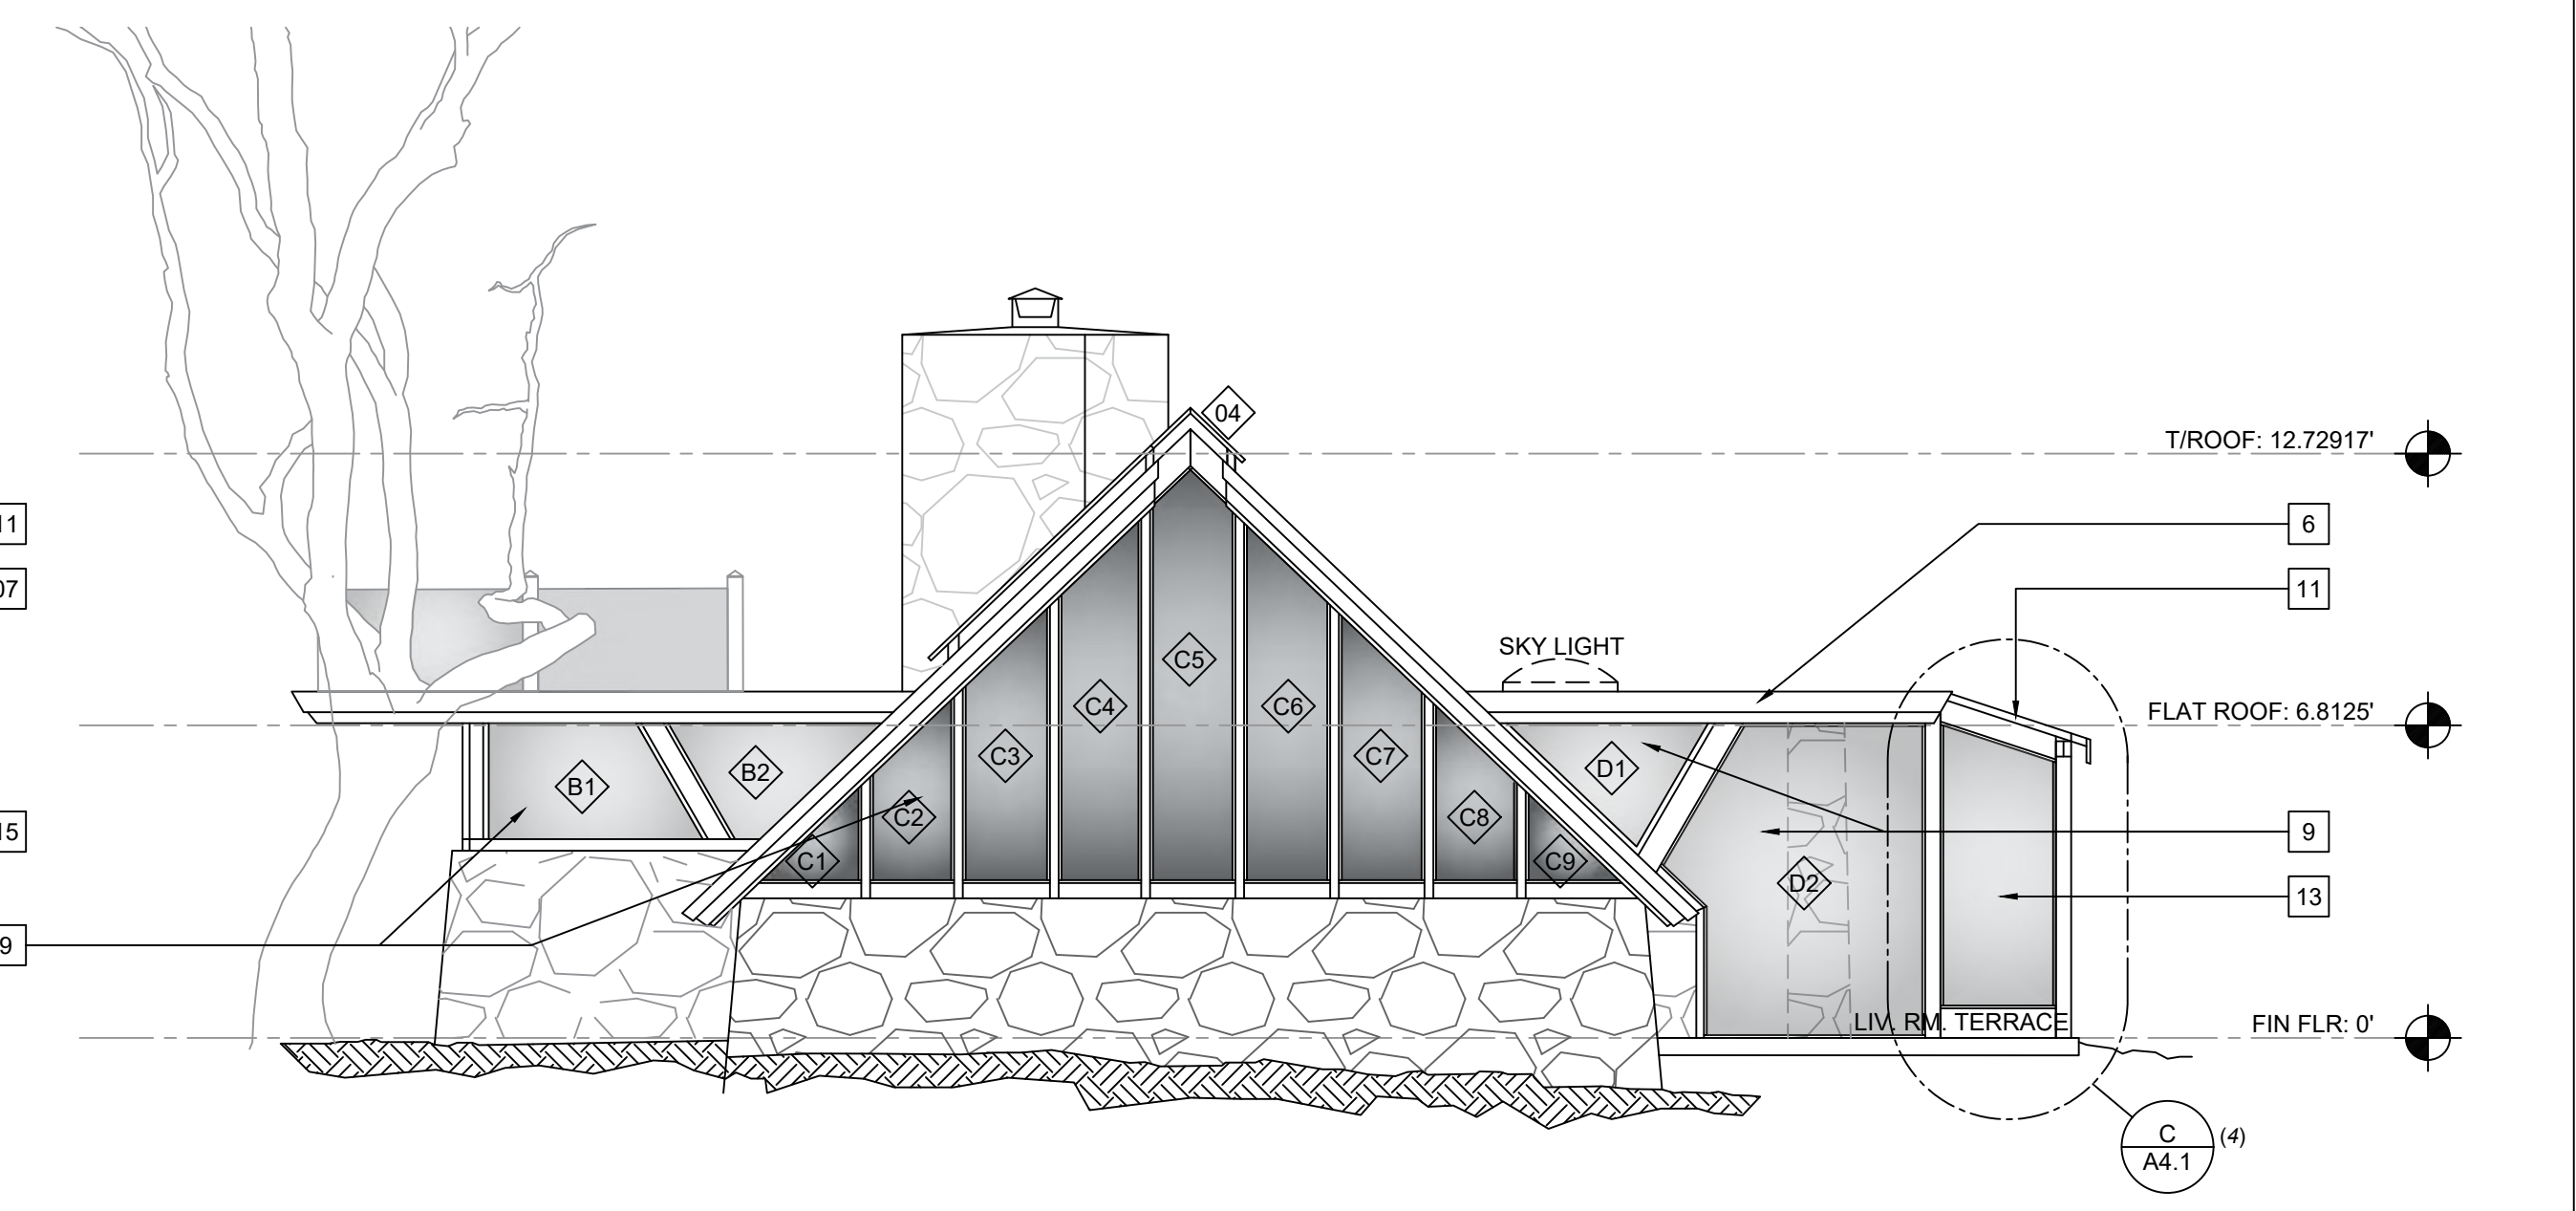 04
T/ROOF: 12.72917'
11
6
07
11
SKY LIGHT
C5
C4
C6
FLAT ROOF: 6.8125'
C3
C7
B2
D1
B1
C2
C8
15
9
C1
C9
D2
13
9
LIV. RM. TERRACE
FIN FLR: 0'
C
(4)
A4.1